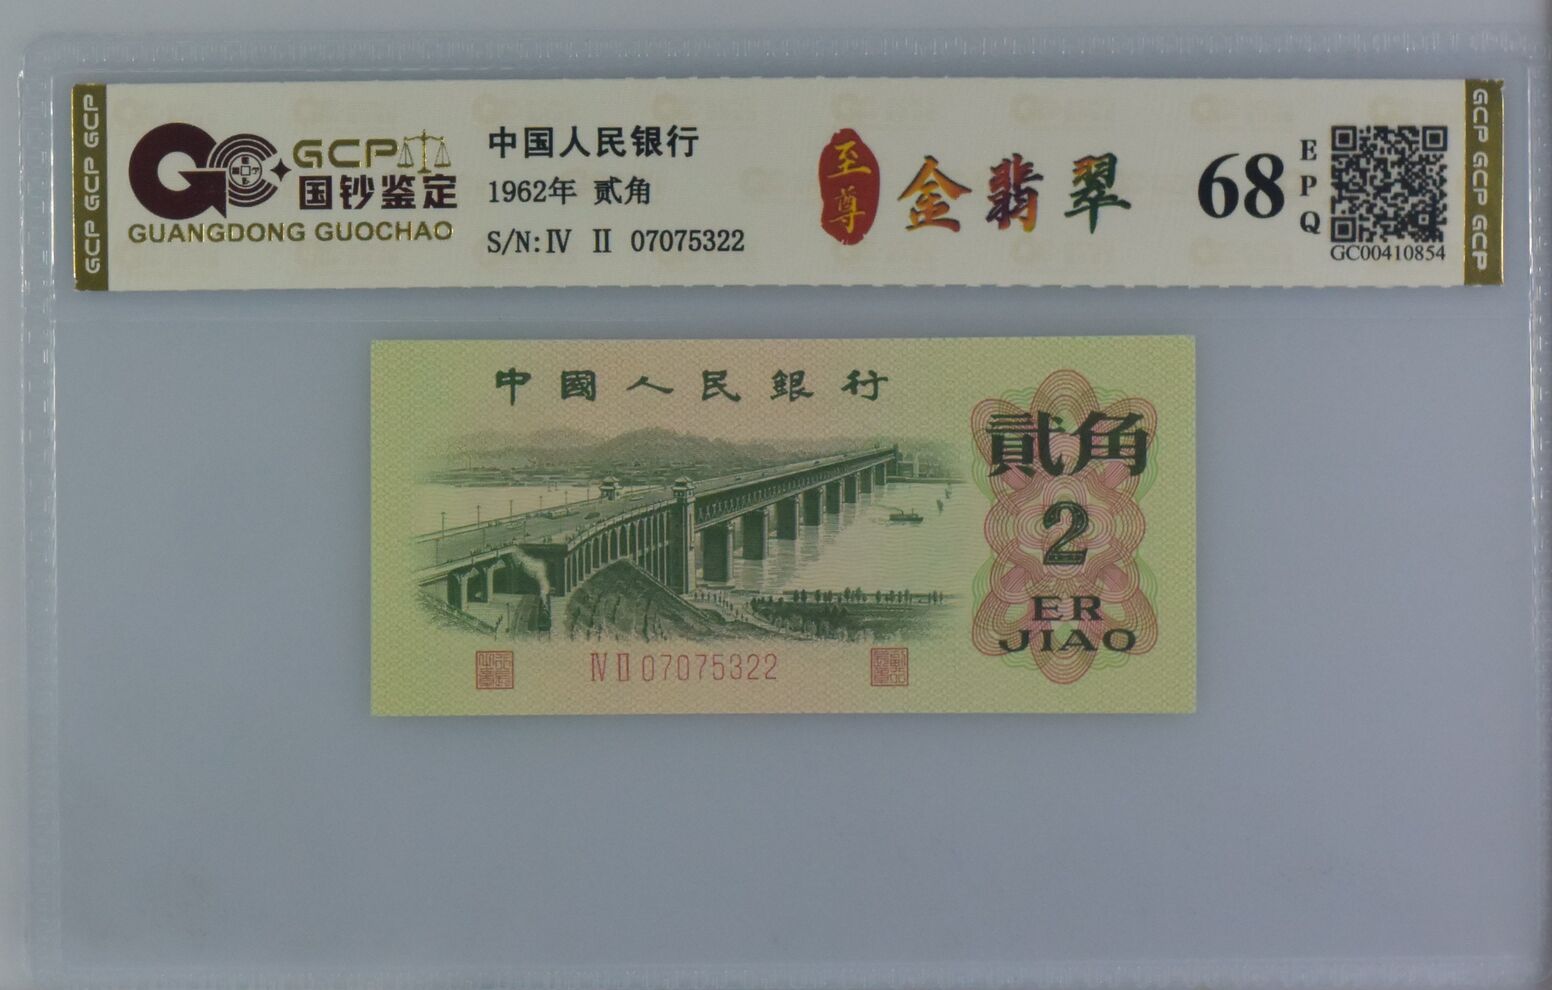 GCP GCP GCP
GCP
国钞鉴定
GUANGDONG GUOCHAO
中国人民银行
1962年 贰角
S/N:Ⅳ Ⅱ 07075322
至尊
金翡翠
68
EPQ
GC00410854
GCP GCP GCP
中國人民銀行
貳角
2
ER
JIAO
Ⅳ Ⅱ 07075322